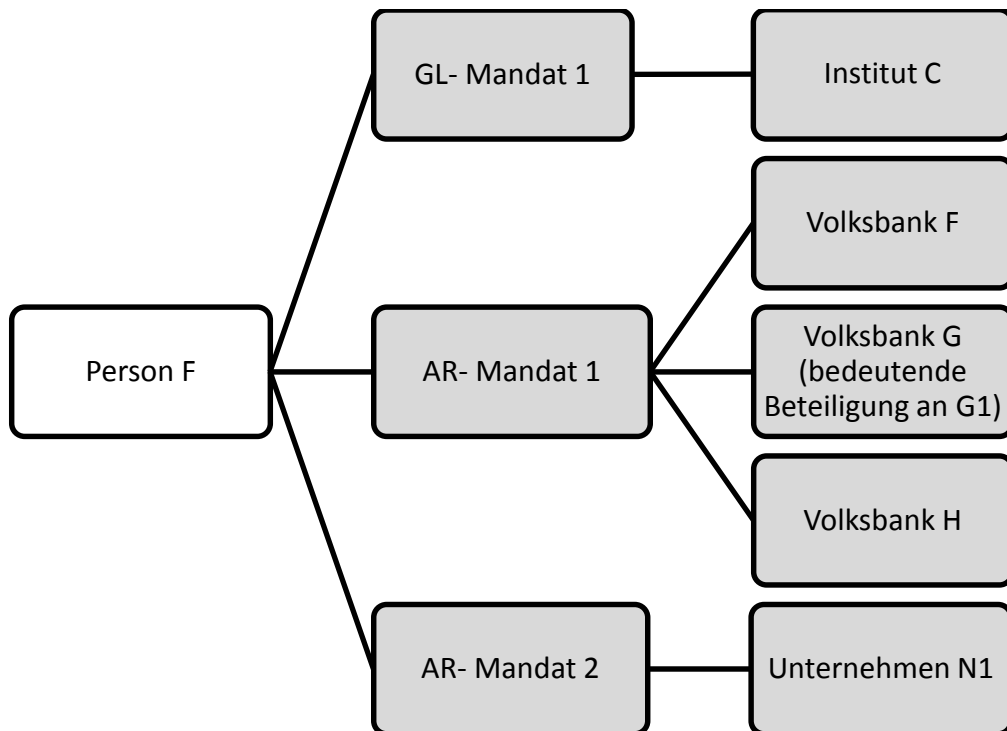 GL- Mandat 1
Institut C
Volksbank F
Person F
AR- Mandat 1
Volksbank G
(bedeutende
Beteiligung an G1)
Volksbank H
AR- Mandat 2
Unternehmen N1